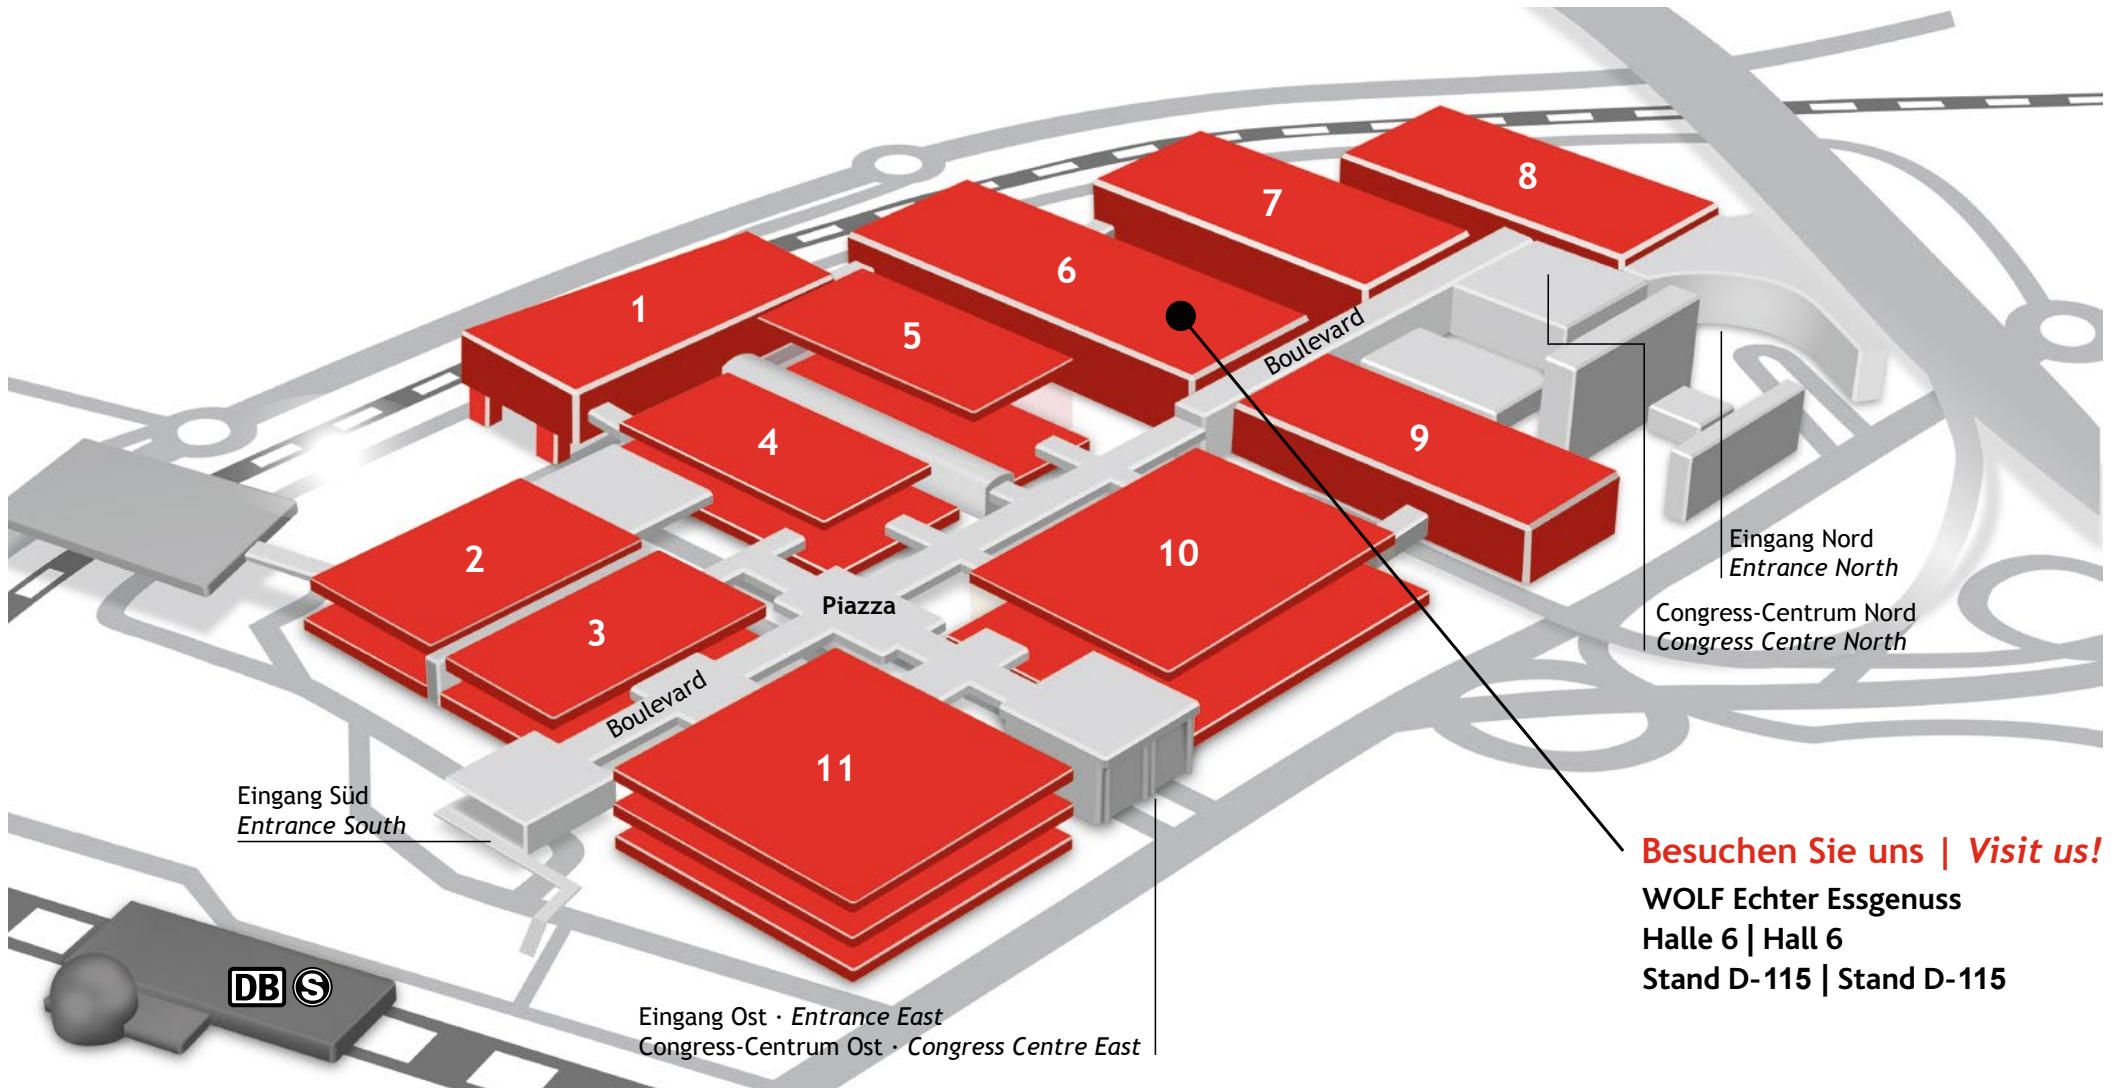 8
7
6
1
5
Boulevard
4
9
2
10
Eingang Nord
Entrance North
Piazza
Congress-Centrum Nord
Congress Centre North
3
Boulevard
11
Eingang Süd
Entrance South
Besuchen Sie uns | Visit us!
WOLF Echter Essgenuss
Halle 6 | Hall 6
Stand D-115 | Stand D-115
DB S
Eingang Ost · Entrance East
Congress-Centrum Ost · Congress Centre East